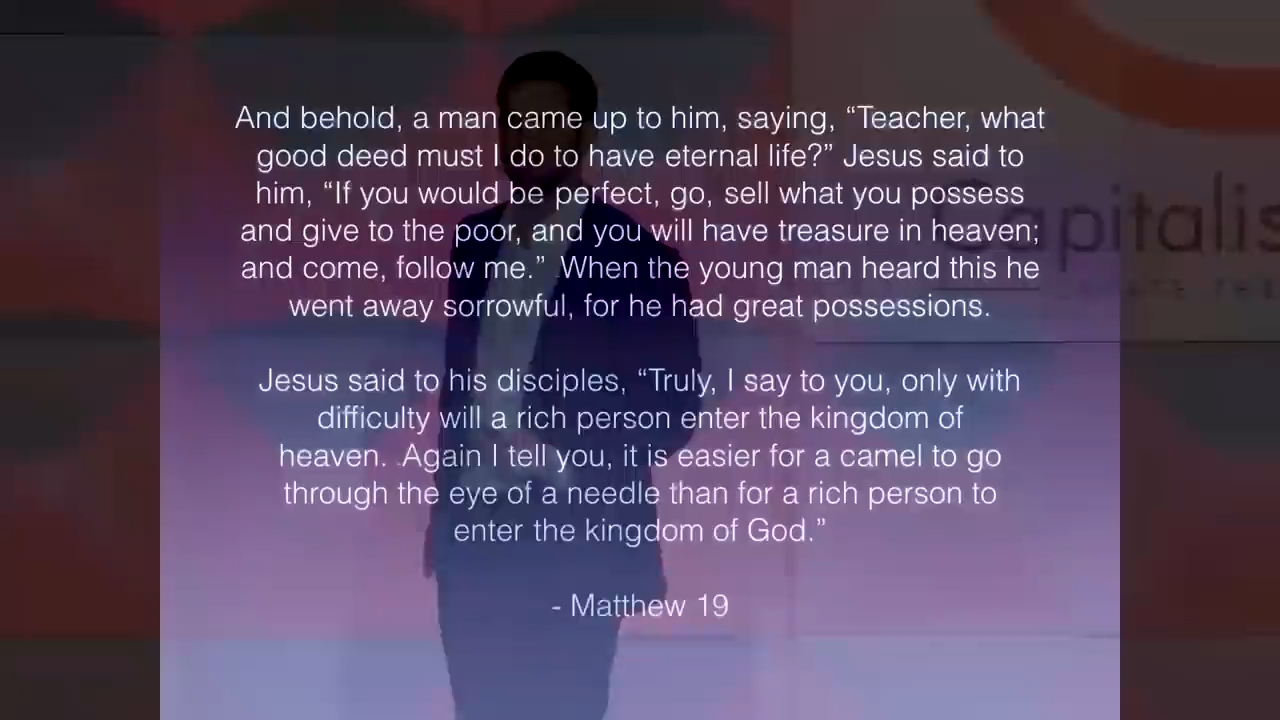 And behold, a man came up to him, saying, “Teacher, what
good deed must I do to have eternal life?” Jesus said to
him, “If you would be perfect, go, sell what you possess
and give to the poor, and you will have treasure in heaven;
and come, follow me.” When the young man heard this he
went away sorrowful, for he had great possessions.
Jesus said to his disciples, “Truly, I say to you, only with
difficulty will a rich person enter the kingdom of
heaven. Again I tell you, it is easier for a camel to go
through the eye of a needle than for a rich person to
enter the kingdom of God.”
- Matthew 19
Capitalis